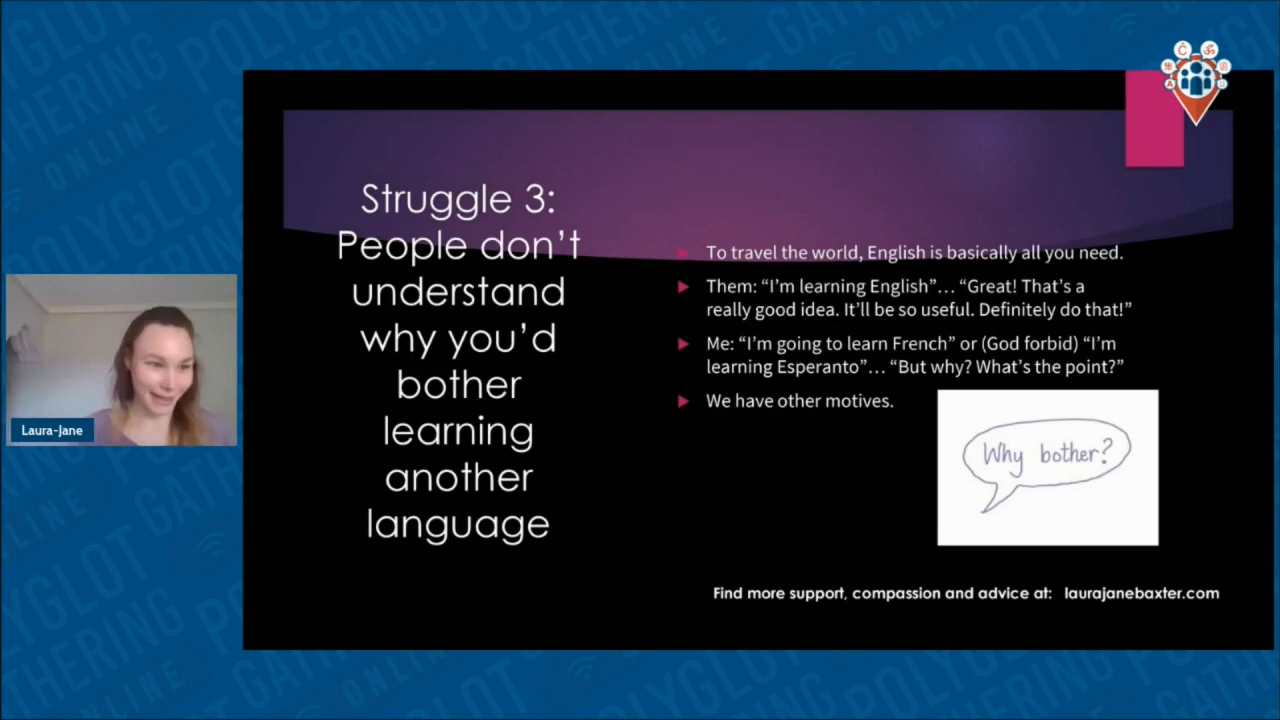 POLYGLOT
GATHERING
ONLINE
Struggle 3:
People don’t
understand
why you’d
bother
learning
another
language
To travel the world, English is basically all you need.
Them: “I’m learning English”… “Great! That’s a
really good idea. It’ll be so useful. Definitely do that!”
Me: “I’m going to learn French” or (God forbid) “I’m
learning Esperanto”… “But why? What’s the point?”
We have other motives.
Why bother?
Find more support, compassion and advice at: laurajanebaxter.com
Laura-Jane